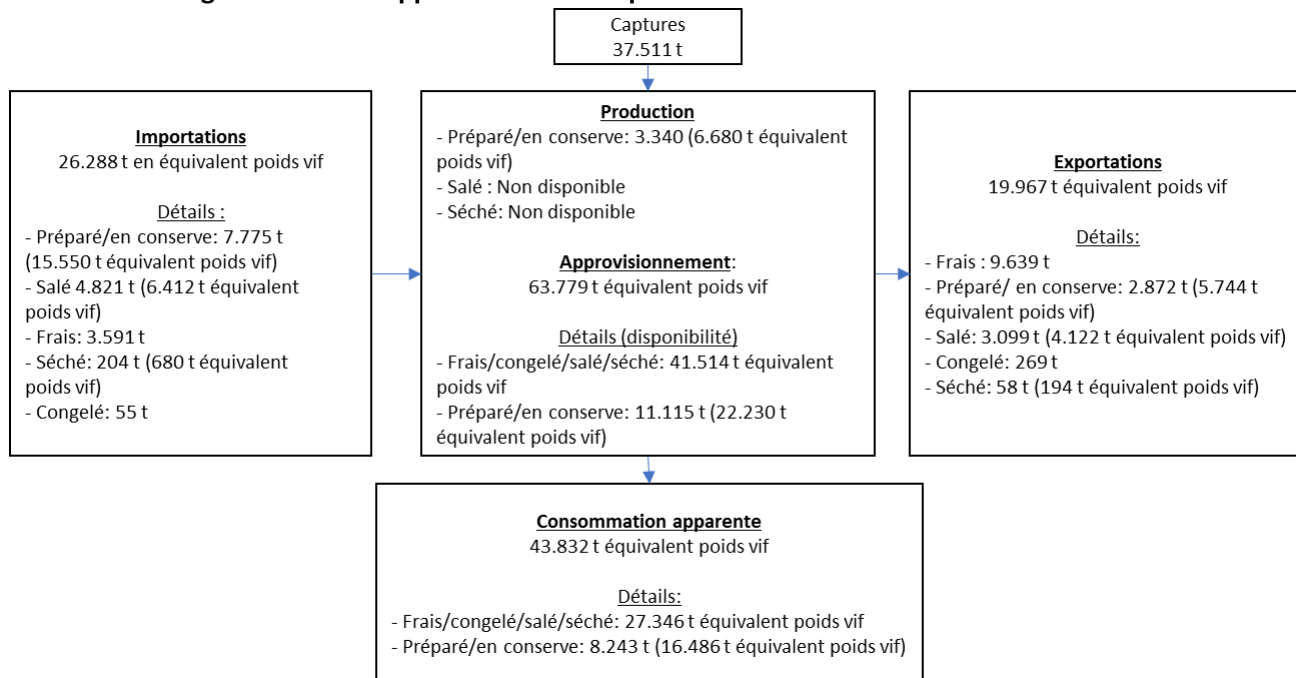 Captures
37.511 t
Importations
26.288 t en équivalent poids vif
Détails :
- Préparé/en conserve: 7.775 t
(15.550 t équivalent poids vif)
- Salé 4.821 t (6.412 t équivalent
poids vif)
- Frais: 3.591 t
- Séché: 204 t (680 t équivalent
poids vif)
- Congelé: 55 t
Production
- Préparé/en conserve: 3.340 (6.680 t équivalent
poids vif)
- Salé : Non disponible
- Séché: Non disponible
Approvisionnement:
63.779 t équivalent poids vif
Détails (disponibilité)
- Frais/congelé/salé/séché: 41.514 t équivalent
poids vif
- Préparé/en conserve: 11.115 t (22.230 t
équivalent poids vif)
Exportations
19.967 t équivalent poids vif
Détails:
- Frais : 9.639 t
- Préparé/ en conserve: 2.872 t (5.744 t
équivalent poids vif)
- Salé: 3.099 t (4.122 t équivalent poids vif)
- Congelé: 269 t
- Séché: 58 t (194 t équivalent poids vif)
Consommation apparente
43.832 t équivalent poids vif
Détails:
- Frais/congelé/salé/séché: 27.346 t équivalent poids vif
- Préparé/en conserve: 8.243 t (16.486 t équivalent poids vif)